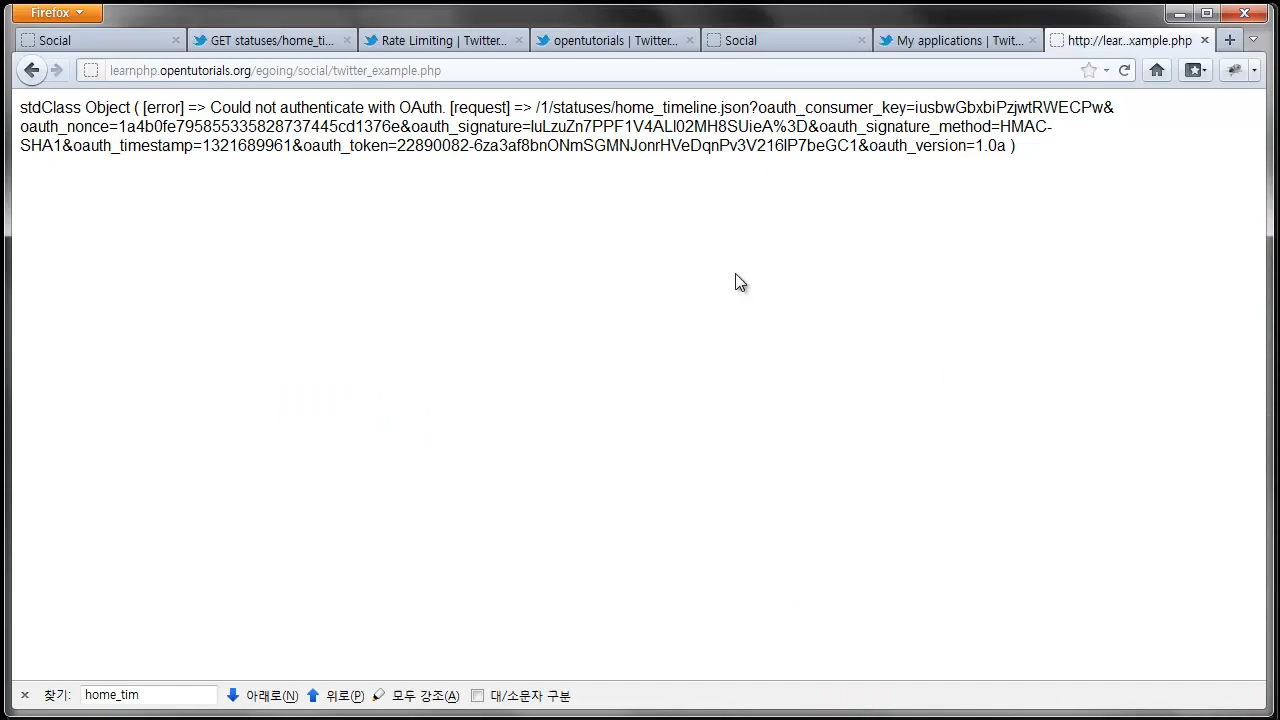 Firefox
Social
GET statuses/home_ti...
Rate Limiting | Twitter...
opentutorials | Twitter...
Social
My applications | Twit...
http://lear...xample.php
learnphp.opentutorials.org/egoing/social/twitter_example.php
stdClass Object ( [error] => Could not authenticate with OAuth. [request] => /1/statuses/home_timeline.json?oauth_consumer_key=iusbwGbxbiPzjwtRWECPw&
oauth_nonce=1a4b0fe795855335828737445cd1376e&oauth_signature=luLzuZn7PPF1V4ALl02MH8SUieA%3D&oauth_signature_method=HMAC-
SHA1&oauth_timestamp=1321689961&oauth_token=22890082-6za3af8bnONmSGMNJonrHVeDqnPv3V216lP7beGC1&oauth_version=1.0a )
찾기: home_tim 아래로(N) 위로(P) 모두 강조(A) 대/소문자 구분